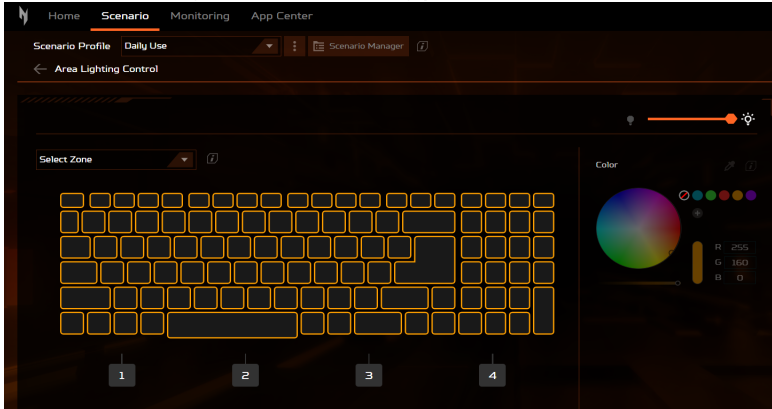 Home Scenario Monitoring App Center
Scenario Profile Daily Use Scenario Manager i
Area Lighting Control
Select Zone i
Color i
R 255
G 160
B 0
1 2 3 4